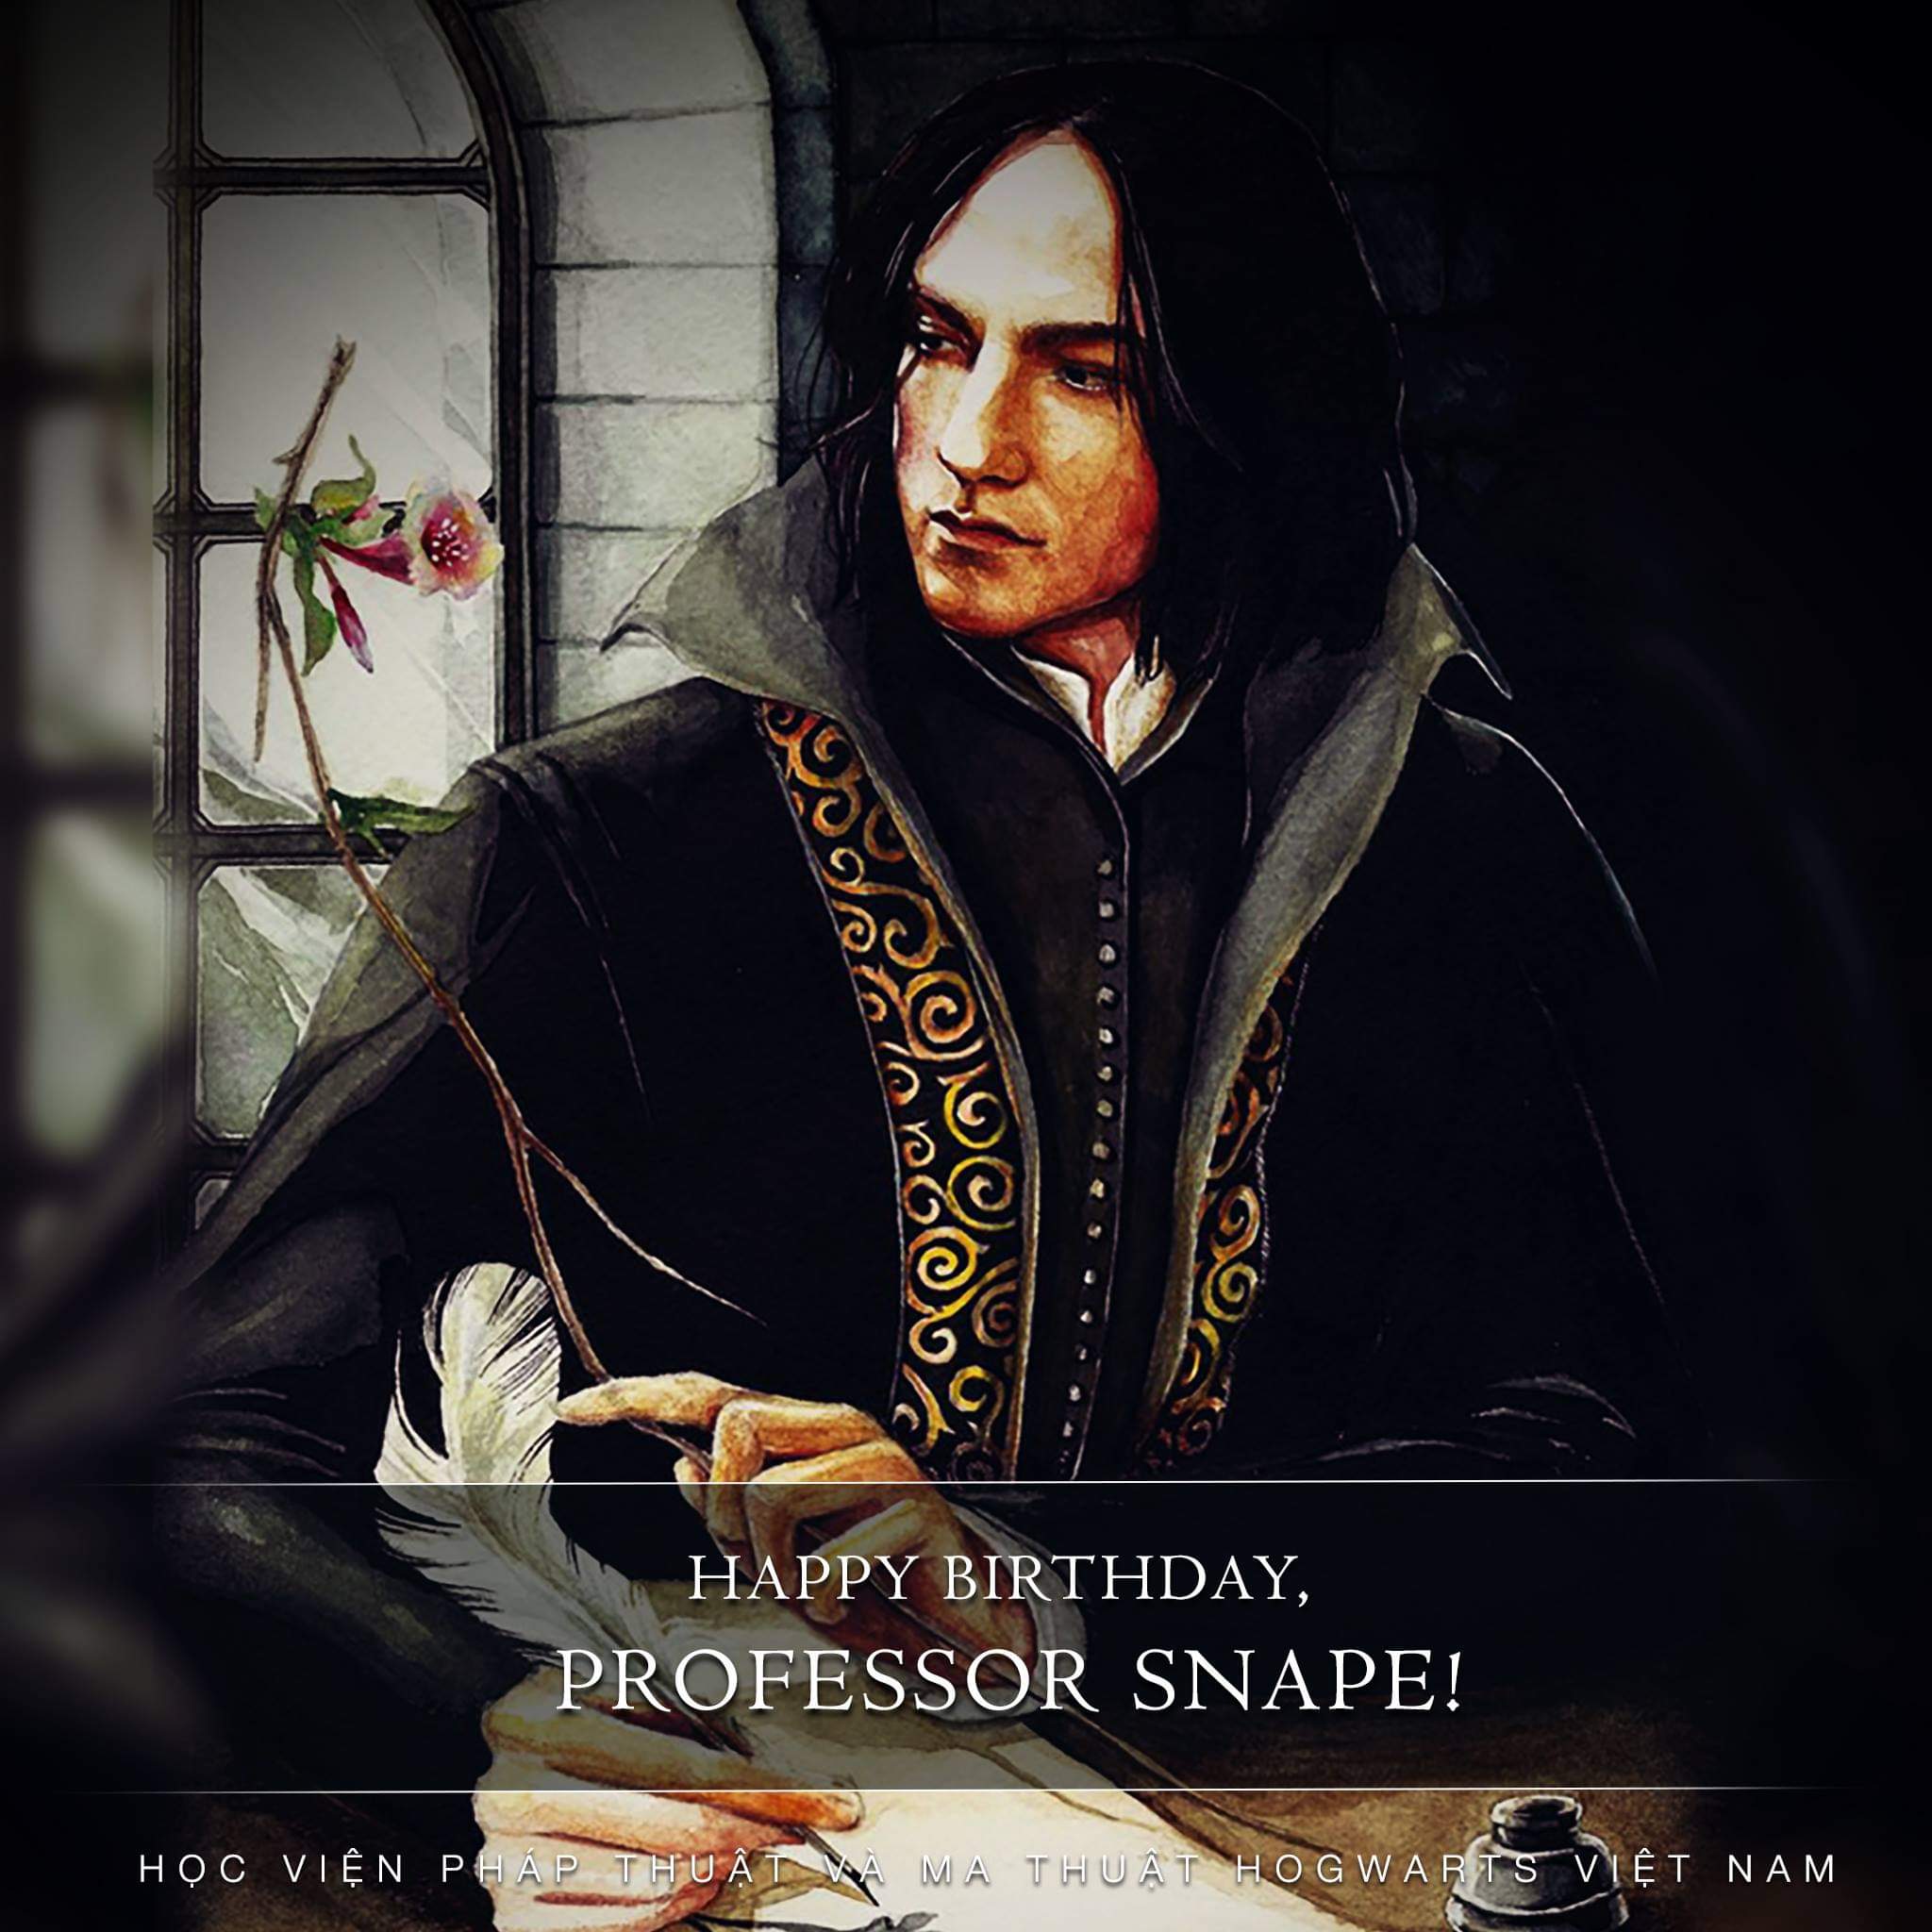 HAPPY BIRTHDAY,
PROFESSOR SNAPE!
HỌC VIỆN PHÁP THUẬT VÀ MA THUẬT HOGWARTS VIỆT NAM